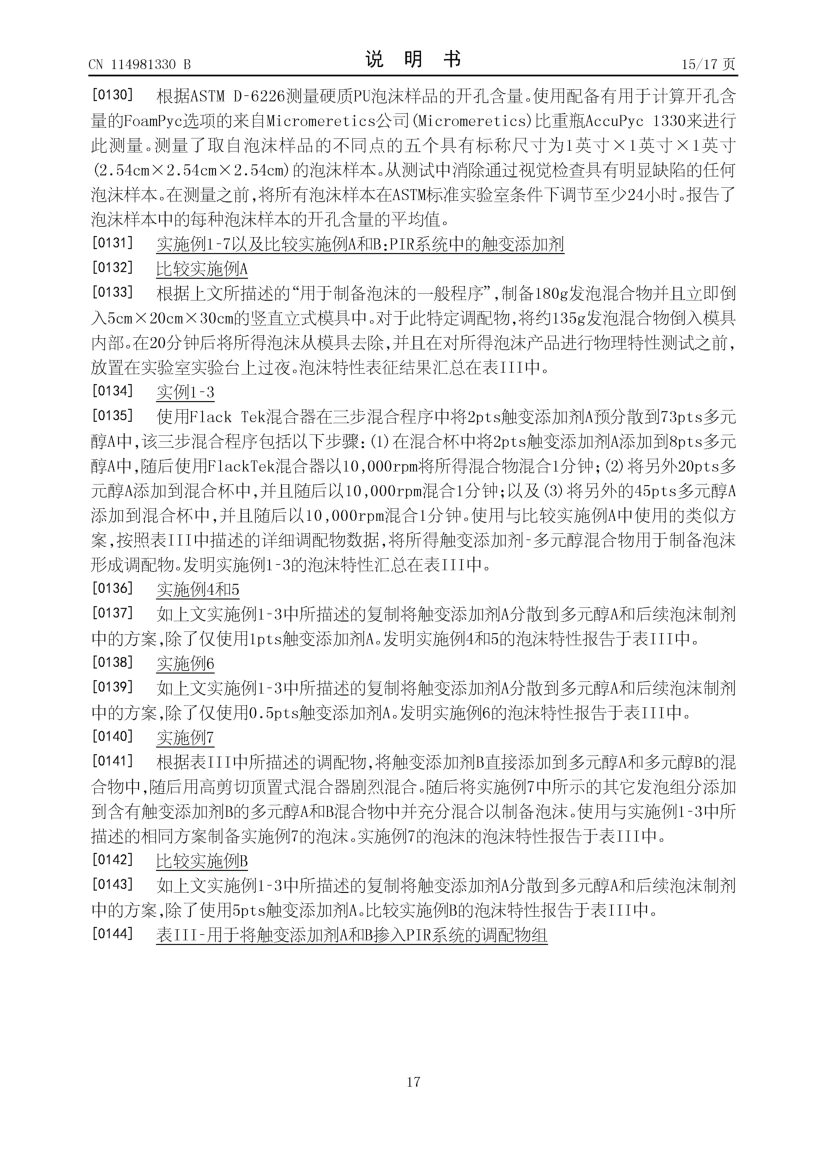 CN 114981330 B
说 明 书
15/17 页
[0130] 根据ASTM D-6226测量硬质PU泡沫样品的开孔含量。使用配备有用于计算开孔含
量的FoamPyc选项的来自Micromeretics公司(Micromeretics)比重瓶AccuPyc 1330来进行
此测量。测量了取自泡沫样品的不同点的五个具有标称尺寸为1英寸×1英寸×1英寸
(2.54cm×2.54cm×2.54cm)的泡沫样本。从测试中消除通过视觉检查具有明显缺陷的任何
泡沫样本。在测量之前,将所有泡沫样本在ASTM标准实验室条件下调节至少24小时。报告了
泡沫样本中的每种泡沫样本的开孔含量的平均值。
[0131] 实施例1-7以及比较实施例A和B:PIR系统中的触变添加剂
[0132] 比较实施例A
[0133] 根据上文所描述的“用于制备泡沫的一般程序”,制备180g发泡混合物并且立即倒
入5cm×20cm×30cm的竖直立式模具中。对于此特定调配物,将约135g发泡混合物倒入模具
内部。在20分钟后将所得泡沫从模具去除,并且在对所得泡沫产品进行物理特性测试之前,
放置在实验室实验台上过夜。泡沫特性表征结果汇总在表III中。
[0134] 实例1-3
[0135] 使用Flack Tek混合器在三步混合程序中将2pts触变添加剂A预分散到73pts多元
醇A中,该三步混合程序包括以下步骤:(1)在混合杯中将2pts触变添加剂A添加到8pts多元
醇A中,随后使用FlackTek混合器以10,000rpm将所得混合物混合1分钟;(2)将另外20pts多
元醇A添加到混合杯中,并且随后以10,000rpm混合1分钟;以及(3)将另外的45pts多元醇A
添加到混合杯中,并且随后以10,000rpm混合1分钟。使用与比较实施例A中使用的类似方
案,按照表III中描述的详细调配物数据,将所得触变添加剂-多元醇混合物用于制备泡沫
形成调配物。发明实施例1-3的泡沫特性汇总在表III中。
[0136] 实施例4和5
[0137] 如上文实施例1-3中所描述的复制将触变添加剂A分散到多元醇A和后续泡沫制剂
中的方案,除了仅使用1pts触变添加剂A。发明实施例4和5的泡沫特性报告于表III中。
[0138] 实施例6
[0139] 如上文实施例1-3中所描述的复制将触变添加剂A分散到多元醇A和后续泡沫制剂
中的方案,除了仅使用0.5pts触变添加剂A。发明实施例6的泡沫特性报告于表III中。
[0140] 实施例7
[0141] 根据表III中所描述的调配物,将触变添加剂B直接添加到多元醇A和多元醇B的混
合物中,随后用高剪切顶置式混合器剧烈混合。随后将实施例7中所示的其它发泡组分添加
到含有触变添加剂B的多元醇A和B混合物中并充分混合以制备泡沫。使用与实施例1-3中所
描述的相同方案制备实施例7的泡沫。实施例7的泡沫的泡沫特性报告于表III中。
[0142] 比较实施例B
[0143] 如上文实施例1-3中所描述的复制将触变添加剂A分散到多元醇A和后续泡沫制剂
中的方案,除了使用5pts触变添加剂A。比较实施例B的泡沫特性报告于表III中。
[0144] 表III-用于将触变添加剂A和B掺入PIR系统的调配物组
17